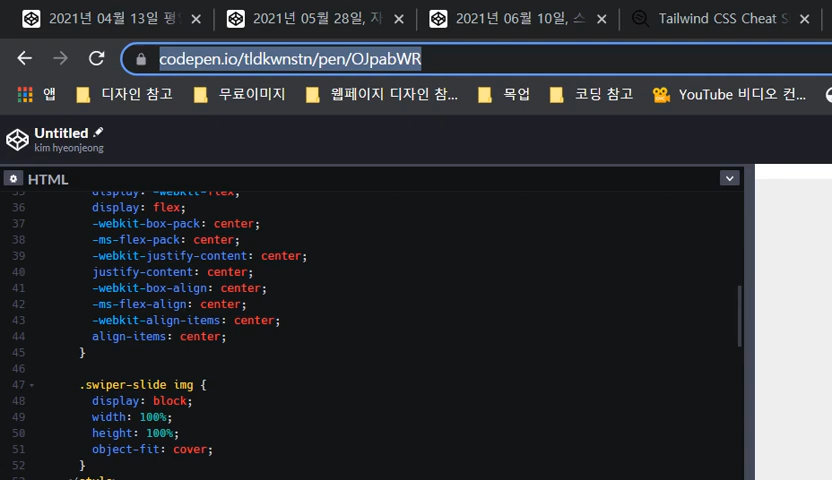 2021년 04월 13일 평일
2021년 05월 28일, 지
2021년 06월 10일, 스
Tailwind CSS Cheat S
codepen.io/tldkwnstn/pen/OJpabWR
앱
디자인 참고
무료이미지
웹페이지 디자인 참...
목업
코딩 참고
YouTube 비디오 컨...
Untitled
kim hyeonjeong
HTML
35 display: -webkit-flex;
36 display: flex;
37 -webkit-box-pack: center;
38 -ms-flex-pack: center;
39 -webkit-justify-content: center;
40 justify-content: center;
41 -webkit-box-align: center;
42 -ms-flex-align: center;
43 -webkit-align-items: center;
44 align-items: center;
45 }
46
47 .swiper-slide img {
48 display: block;
49 width: 100%;
50 height: 100%;
51 object-fit: cover;
52 }
53 </style>